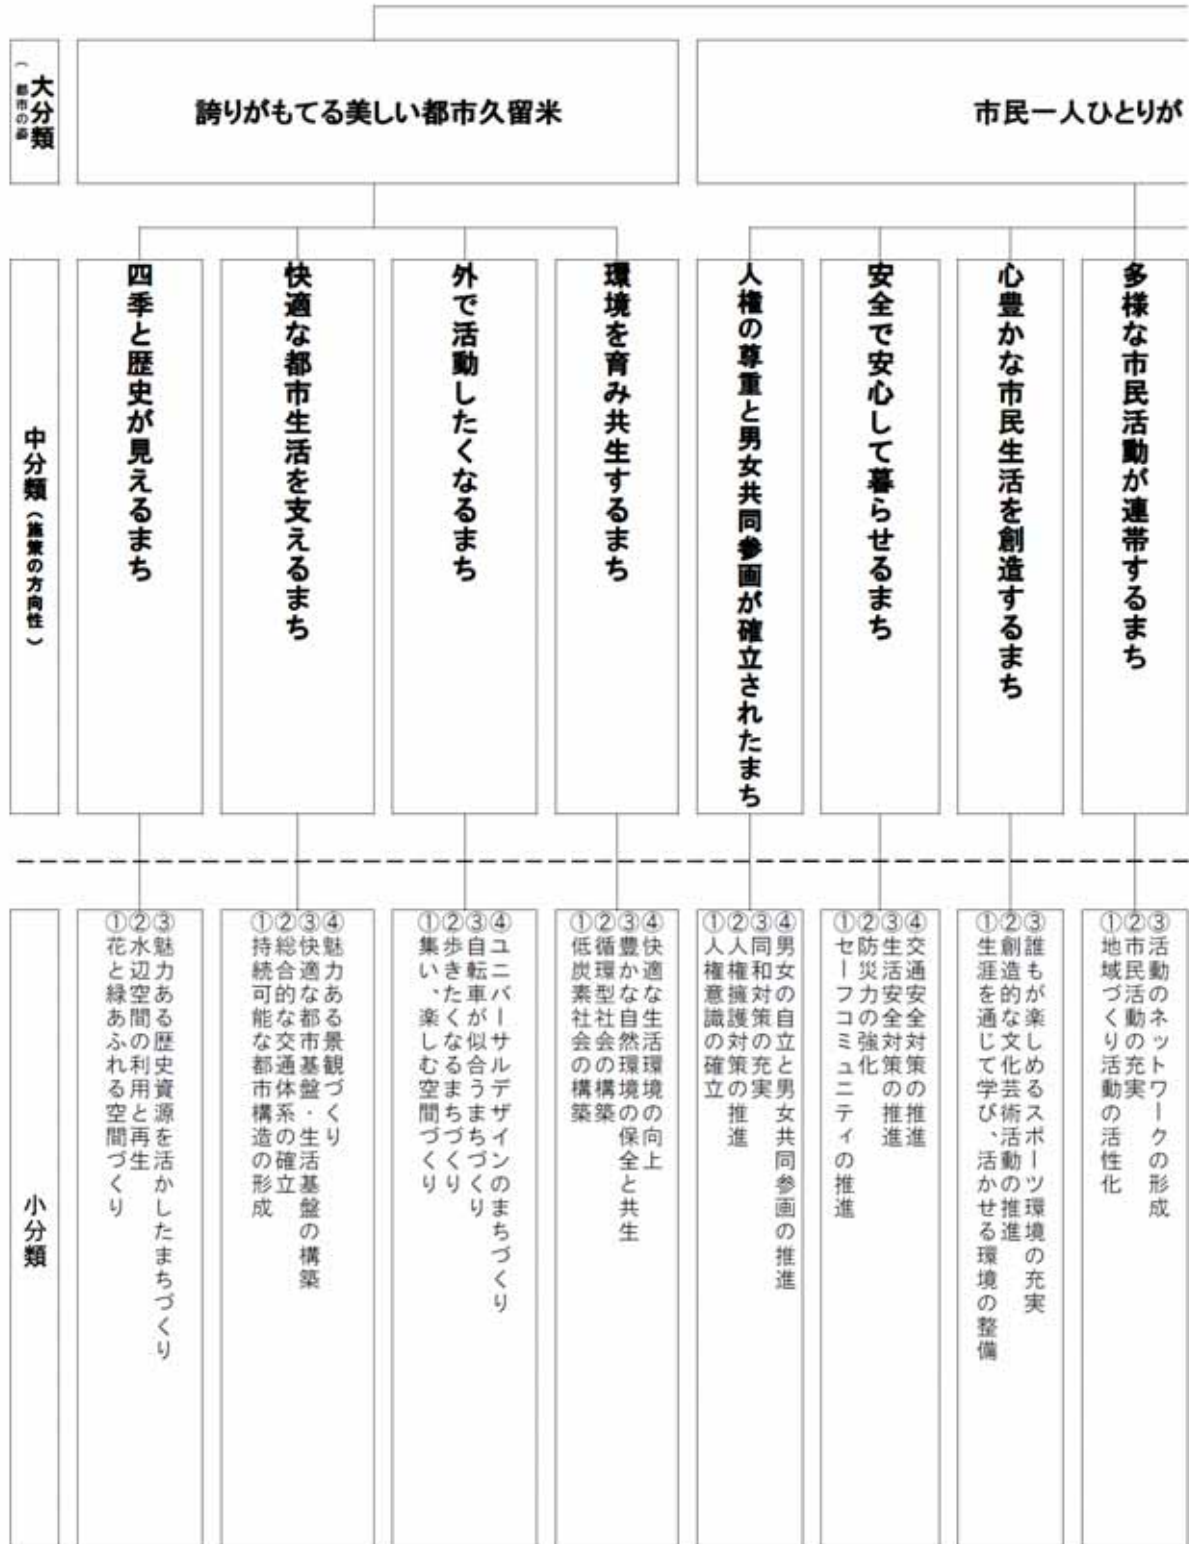 大分類
（都市の姿
誇りがもてる美しい都市久留米
市民一人ひとりが
中分類（施策の方向性）
四季と歴史が見えるまち
快適な都市生活を支えるまち
外で活動したくなるまち
環境を育み共生するまち
人権の尊重と男女共同参画が確立されたまち
安全で安心して暮らせるまち
心豊かな市民生活を創造するまち
多様な市民活動が連帯するまち
小分類
①花と緑あふれる空間づくり
②水辺空間の利用と再生
③魅力ある歴史資源を活かしたまちづくり
①持続可能な都市構造の形成
②総合的な交通体系の確立
③快適な都市基盤・生活基盤の構築
④魅力ある景観づくり
①集い、楽しむ空間づくり
②歩きたくなるまちづくり
③自転車が似合うまちづくり
④ユニバーサルデザインのまちづくり
①低炭素社会の構築
②循環型社会の構築
③豊かな自然環境の保全と共生
④快適な生活環境の向上
①人権意識の確立
②人権擁護対策の推進
③同和対策の充実
④男女の自立と男女共同参画の推進
①セーフコミュニティの推進
②防災力の強化
③生活安全対策の推進
④交通安全対策の推進
①生涯を通じて学び、活かせる環境の整備
②創造的な文化芸術活動の推進
③誰もが楽しめるスポーツ環境の充実
①地域づくり活動の活性化
②市民活動の充実
③活動のネットワークの形成